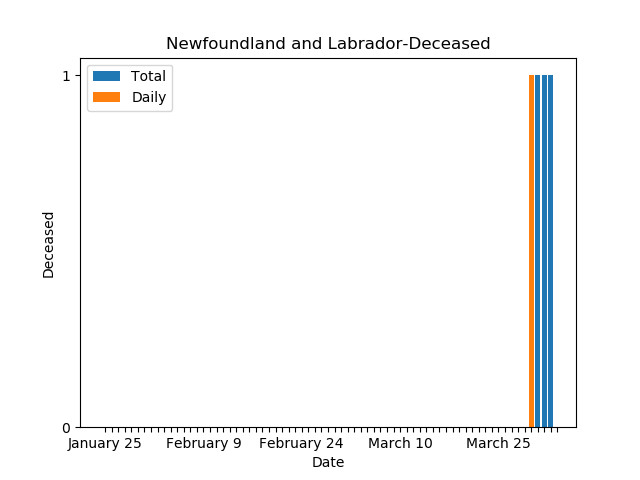 Newfoundland and Labrador-Deceased
Total
Daily
1
Deceased
0
January 25 February 9 February 24 March 10 March 25
Date